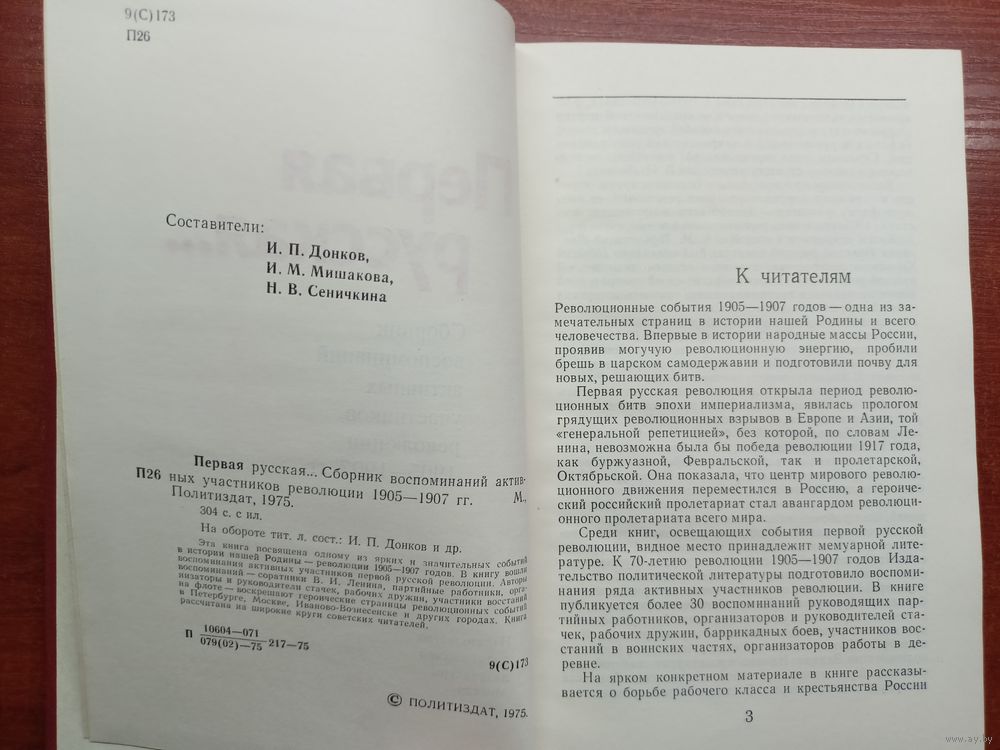 9(С)173
П26
Составители:
И. П. Донков,
И. М. Мишакова,
Н. В. Сеничкина
Первая русская... Сборник воспоминаний актив-
П26 ных участников революции 1905—1907 гг. М.,
Политиздат, 1975.
304 с. с ил.
На обороте тит. л. сост.: И. П. Донков и др.
Эта книга посвящена одному из ярких и значительных событий
в истории нашей Родины — революции 1905—1907 годов. В книгу вошли
воспоминания активных участников первой русской революции. Авторы
воспоминаний — соратники В. И. Ленина, партийные работники, орга-
низаторы и руководители стачек, рабочих дружин, участники восстаний
на флоте — воскрешают героические страницы революционных событий
в Петербурге, Москве, Иваново-Вознесенске и других городах. Книга
рассчитана на широкие круги советских читателей.
П 10604—071
079(02)—75 217—75
9(С)173
© ПОЛИТИЗДАТ, 1975.
К читателям
Революционные события 1905—1907 годов — одна из за-
мечательных страниц в истории нашей Родины и всего
человечества. Впервые в истории народные массы России,
проявив могучую революционную энергию, пробили
брешь в царском самодержавии и подготовили почву для
новых, решающих битв.
Первая русская революция открыла период револю-
ционных битв эпохи империализма, явилась прологом
грядущих революционных взрывов в Европе и Азии, той
«генеральной репетицией», без которой, по словам Ле-
нина, невозможна была бы победа революции 1917 года,
как буржуазной, Февральской, так и пролетарской,
Октябрьской. Она показала, что центр мирового револю-
ционного движения переместился в Россию, а героиче-
ский российский пролетариат стал авангардом революци-
онного пролетариата всего мира.
Среди книг, освещающих события первой русской
революции, видное место принадлежит мемуарной лите-
ратуре. К 70-летию революции 1905—1907 годов Изда-
тельство политической литературы подготовило воспоми-
нания ряда активных участников революции. В книге
публикуется более 30 воспоминаний руководящих пар-
тийных работников, организаторов и руководителей ста-
чек, рабочих дружин, баррикадных боев, участников вос-
станий в воинских частях, организаторов работы в де-
ревне.
На ярком конкретном материале в книге рассказы-
вается о борьбе рабочего класса и крестьянства России
3
www.ay.by